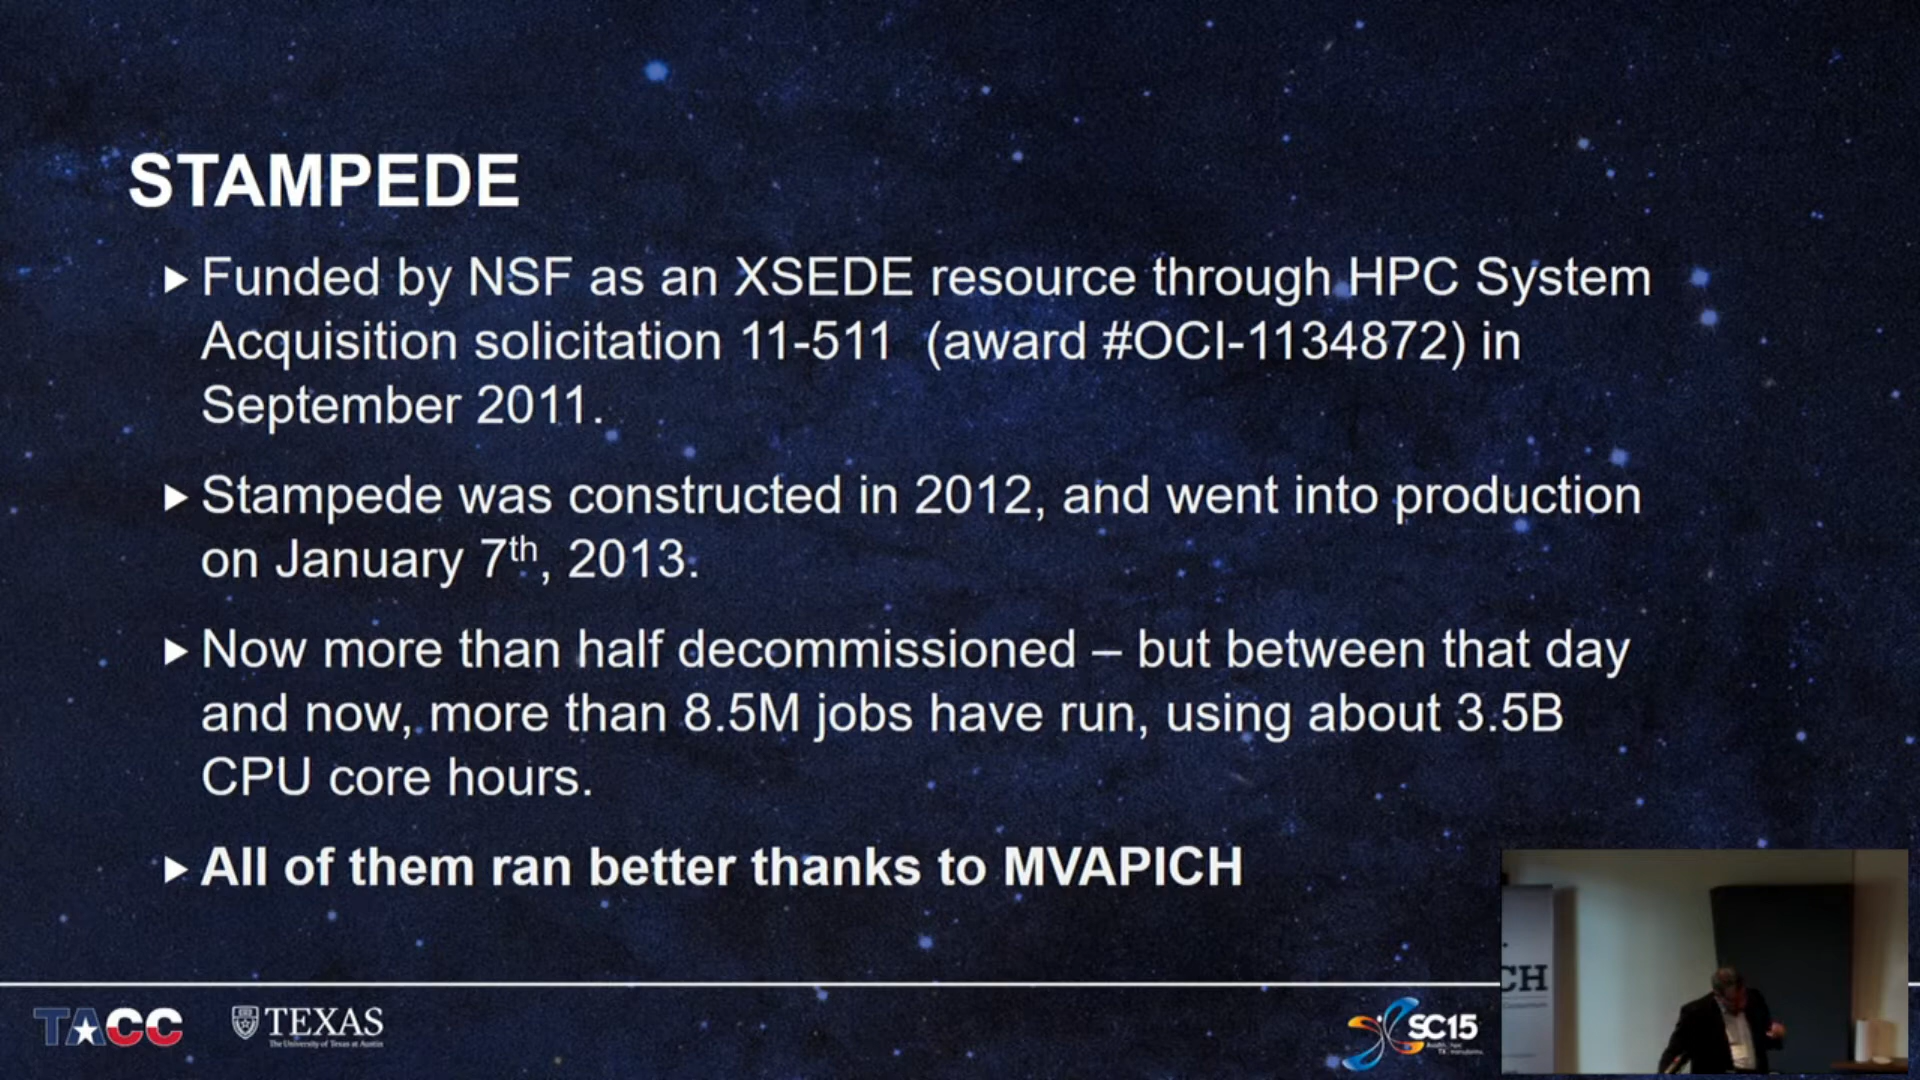 STAMPEDE
Funded by NSF as an XSEDE resource through HPC System
Acquisition solicitation 11-511 (award #OCI-1134872) in
September 2011.
Stampede was constructed in 2012, and went into production
on January 7th, 2013.
Now more than half decommissioned – but between that day
and now, more than 8.5M jobs have run, using about 3.5B
CPU core hours.
All of them ran better thanks to MVAPICH
CH
TACC
TEXAS
The University of Texas at Austin
SC15